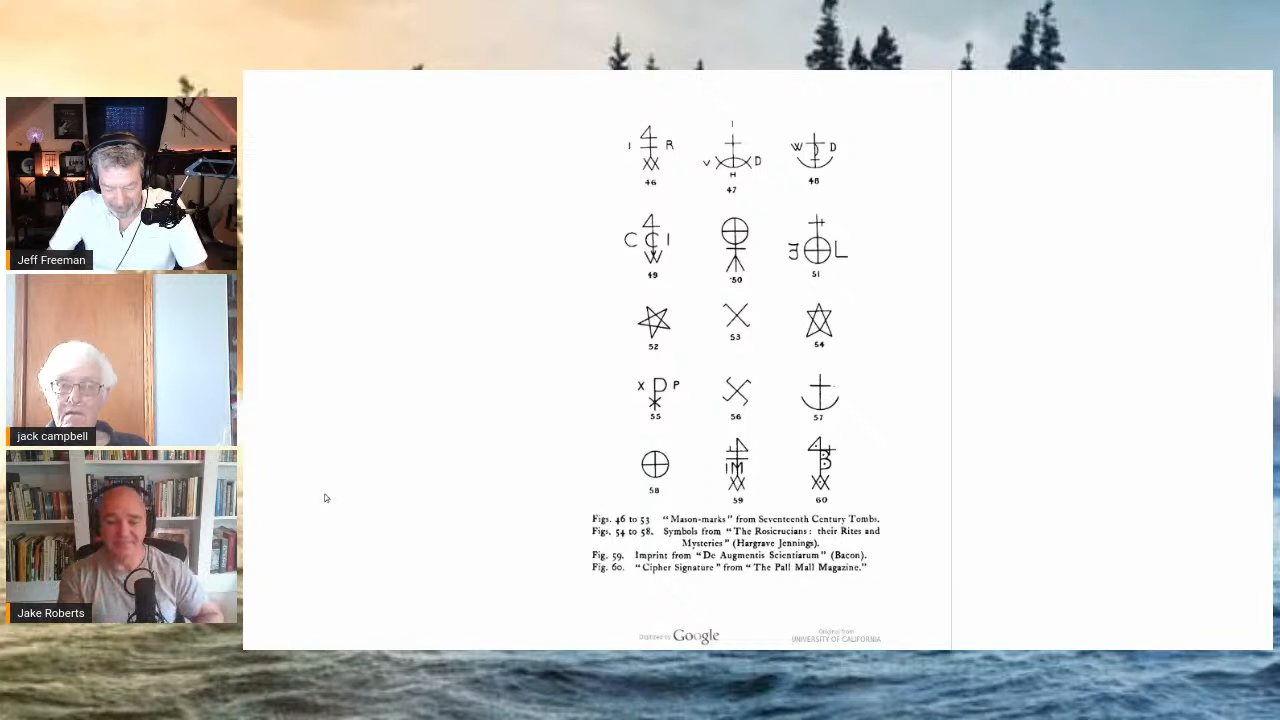 Jeff Freeman
jack campbell
Jake Roberts
I R
46
I
V D
H
47
W D
48
C C I
W
49
50
E L
51
52
53
54
X P P
55
56
57
58
IM
59
B
60
Figs. 46 to 53 "Mason-marks" from Seventeenth Century Tombs.
Figs. 54 to 58. Symbols from "The Rosicrucians: their Rites and
Mysteries" (Hargrave Jennings).
Fig. 59. Imprint from "De Augmentis Scientiarum" (Bacon).
Fig. 60. "Cipher Signature" from "The Pall Mall Magazine."
Digitized by Google
Original from
UNIVERSITY OF CALIFORNIA